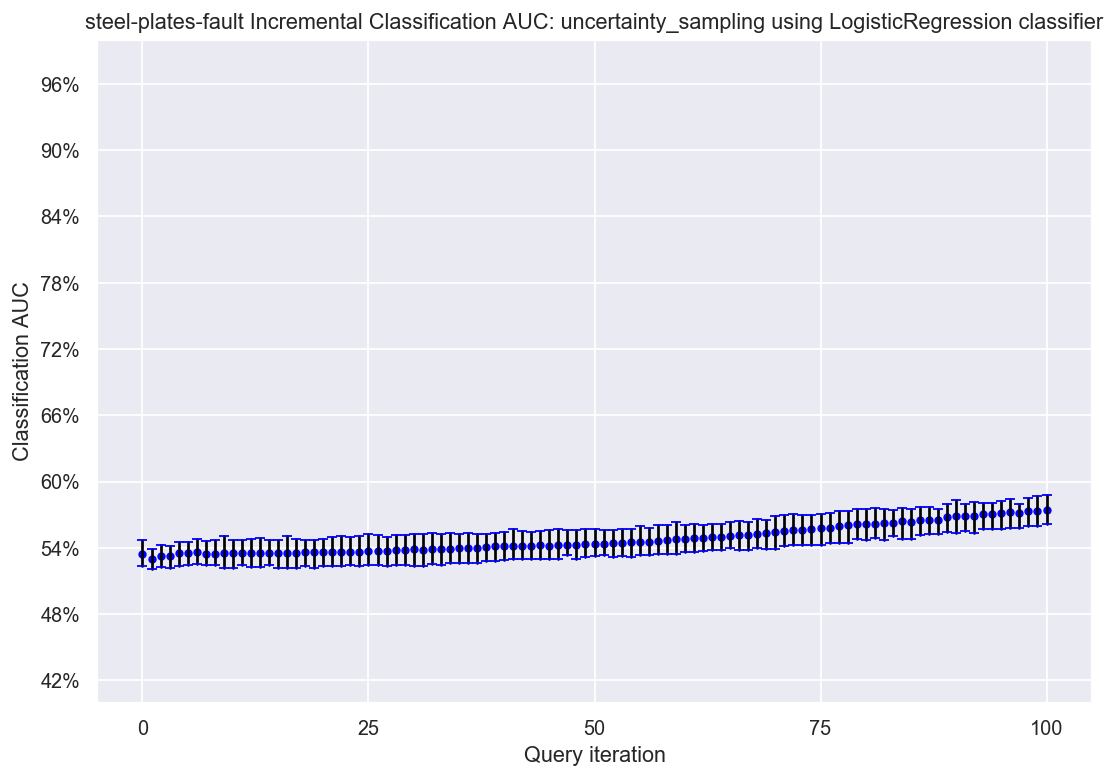 steel-plates-fault Incremental Classification AUC: uncertainty_sampling using LogisticRegression classifier
96%
90%
84%
78%
72%
66%
60%
54%
48%
42%
Classification AUC
0 25 50 75 100
Query iteration